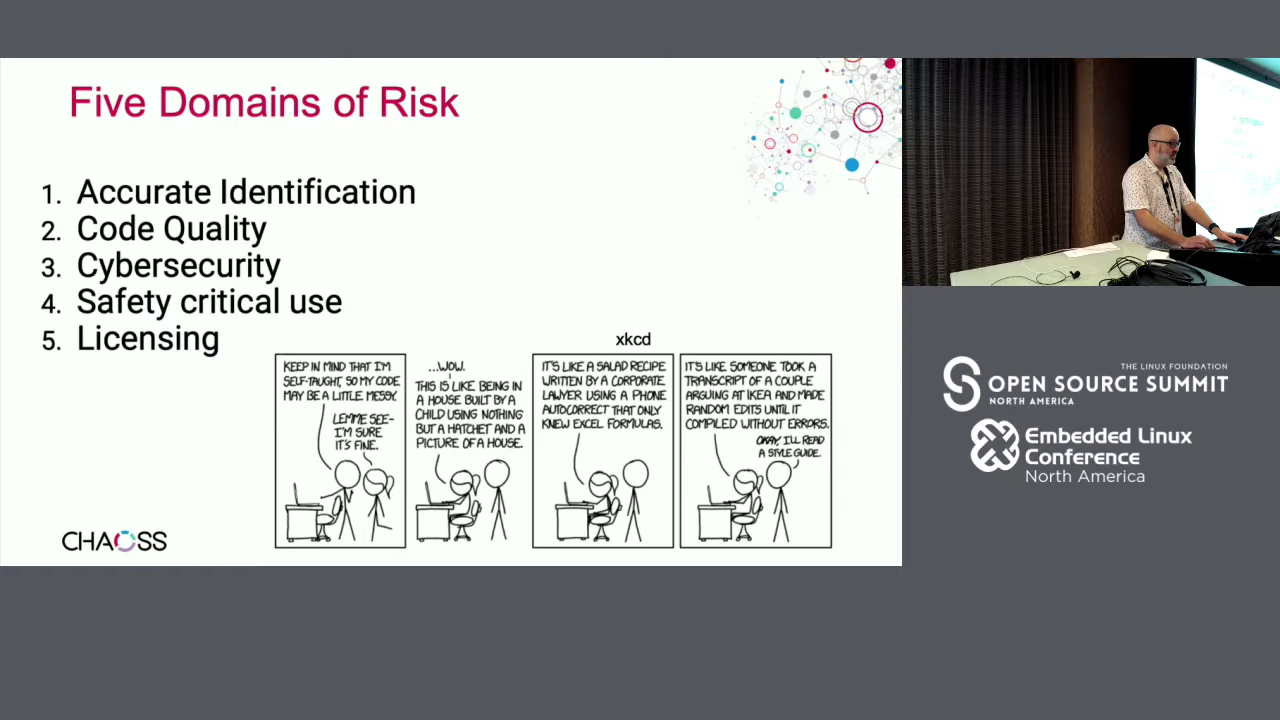 Five Domains of Risk
1. Accurate Identification
2. Code Quality
3. Cybersecurity
4. Safety critical use
5. Licensing
xkcd
KEEP IN MIND THAT I'M
SELF-TAUGHT, SO MY CODE
MAY BE A LITTLE MESSY.
LEMME SEE-
I'M SURE
IT'S FINE.
...WOW.
THIS IS LIKE BEING IN
A HOUSE BUILT BY A
CHILD USING NOTHING
BUT A HATCHET AND A
PICTURE OF A HOUSE.
IT'S LIKE A SALAD RECIPE
WRITTEN BY A CORPORATE
LAWYER USING A PHONE
AUTOCORRECT THAT ONLY
KNEW EXCEL FORMULAS.
IT'S LIKE SOMEONE TOOK A
TRANSCRIPT OF A COUPLE
ARGUING AT IKEA AND MADE
RANDOM EDITS UNTIL IT
COMPILED WITHOUT ERRORS.
OKAY, I'LL READ
A STYLE GUIDE.
CHAOSS
THE LINUX FOUNDATION
OPEN SOURCE SUMMIT
NORTH AMERICA
Embedded Linux
Conference
North America